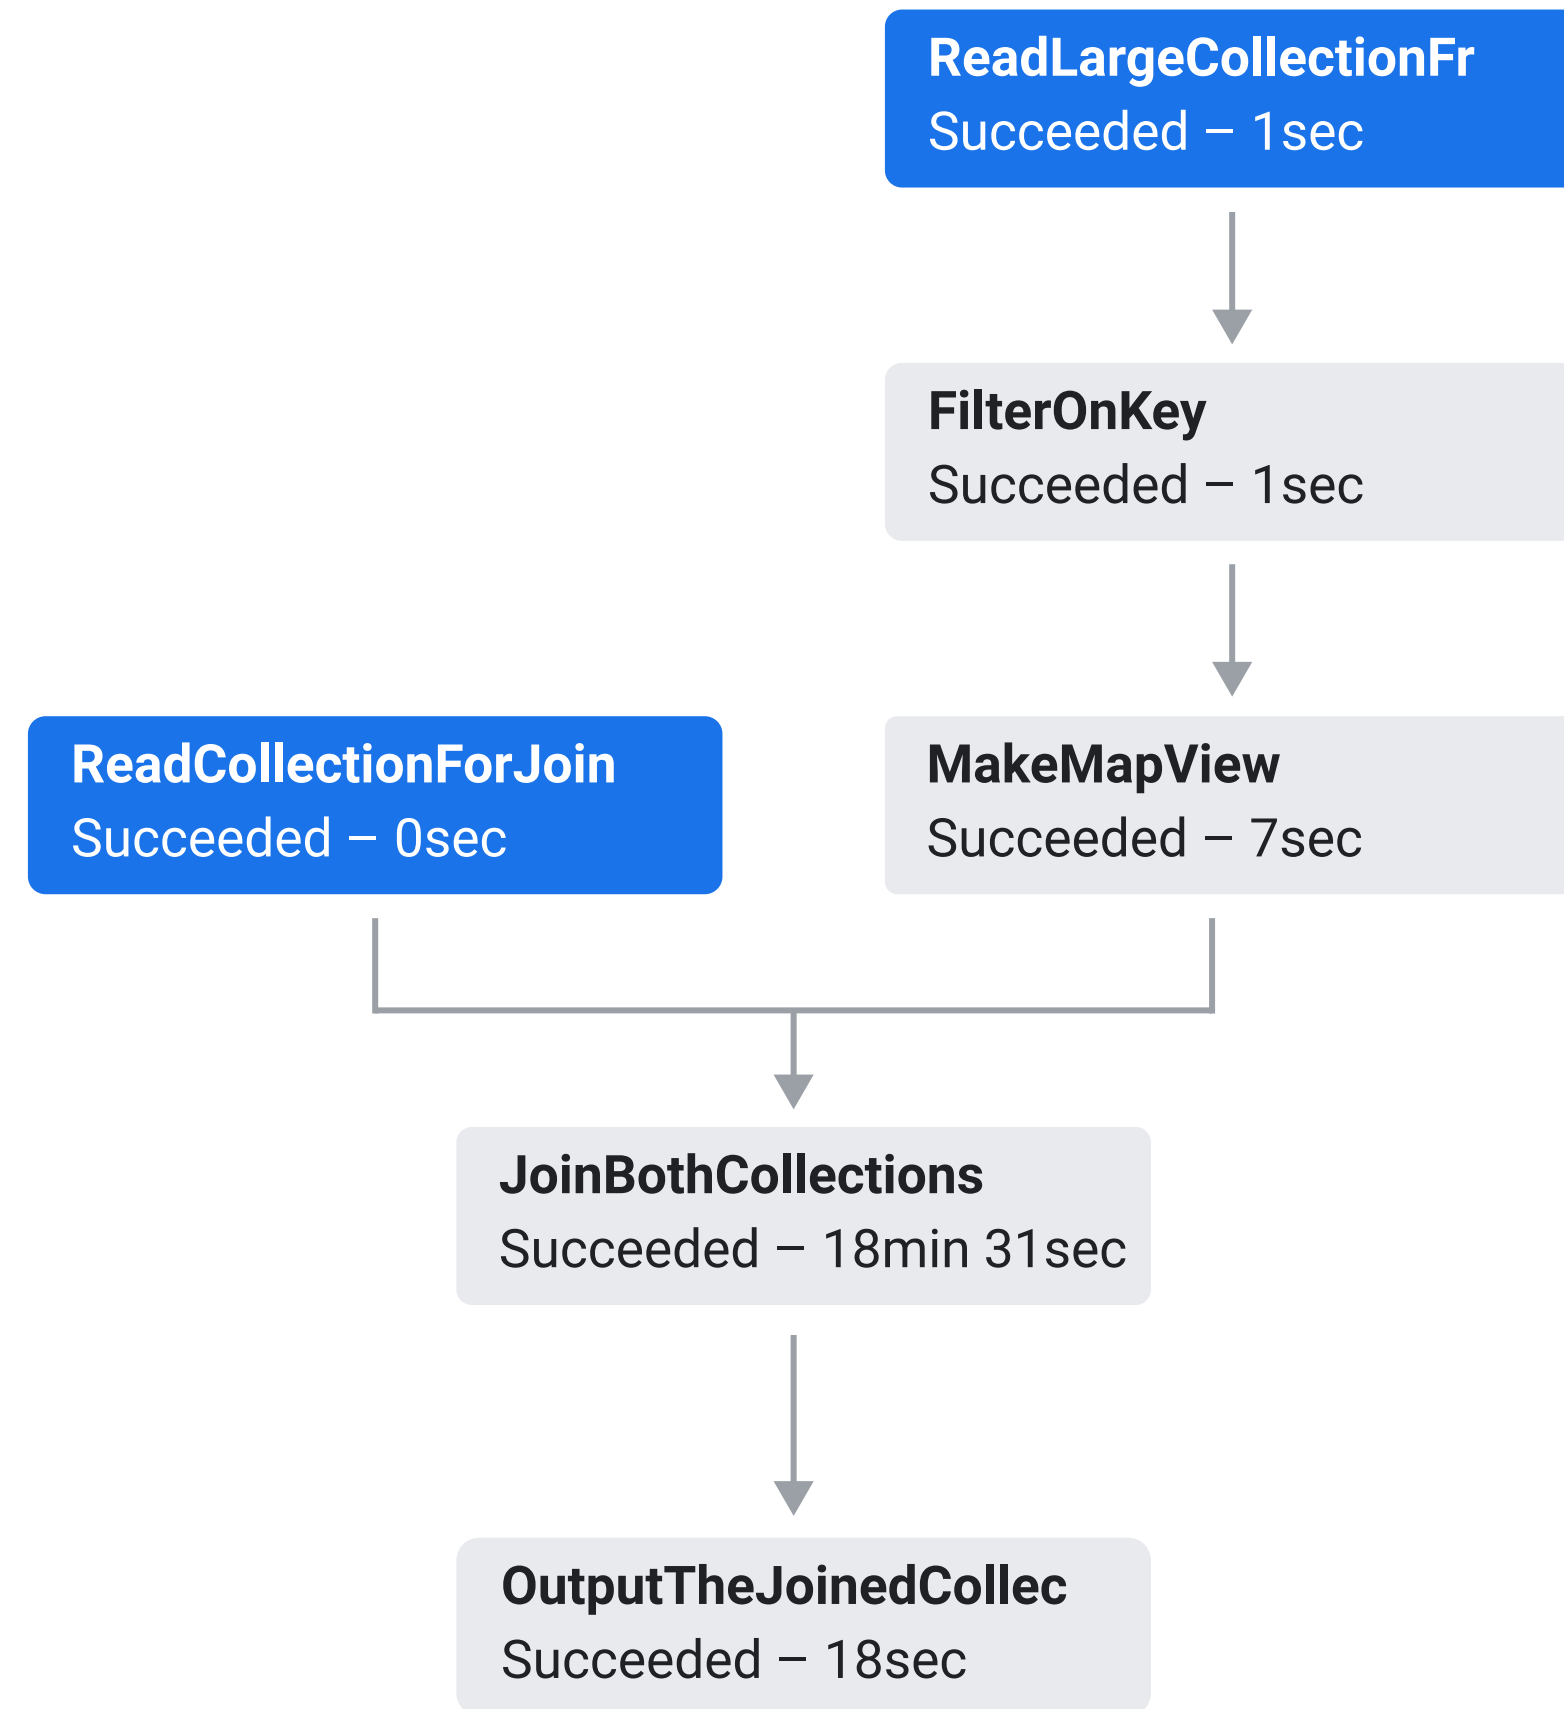 ReadLargeCollectionFr
Succeeded – 1sec
FilterOnKey
Succeeded – 1sec
ReadCollectionForJoin
Succeeded – 0sec
MakeMapView
Succeeded – 7sec
JoinBothCollections
Succeeded – 18min 31sec
OutputTheJoinedCollec
Succeeded – 18sec